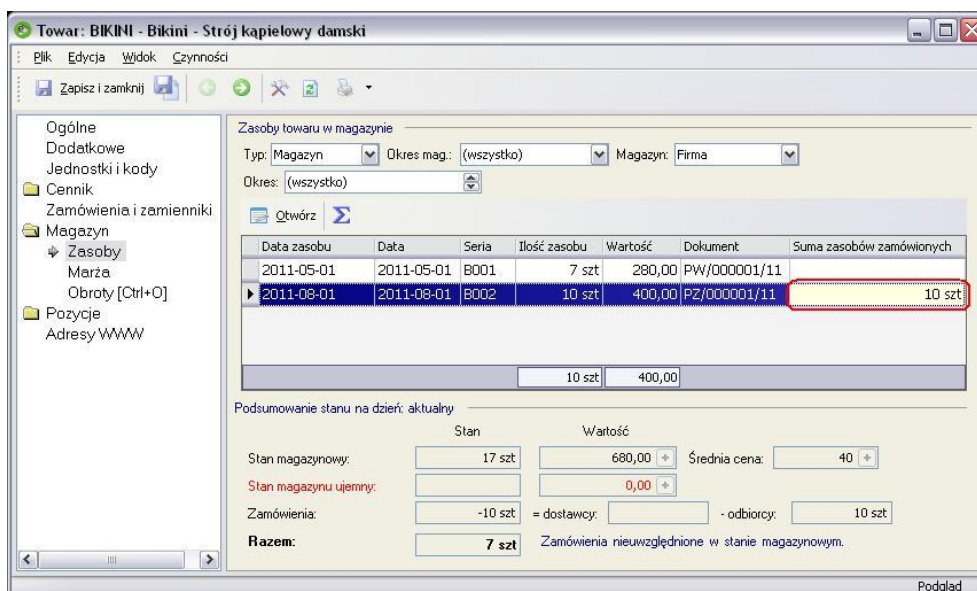 Towar: BIKINI - Bikini - Strój kąpielowy damski
Plik Edycja Widok Czynności
Zapisz i zamknij
Ogólne
Dodatkowe
Jednostki i kody
Cennik
Zamówienia i zamienniki
Magazyn
Zasoby
Marża
Obroty [Ctrl+O]
Pozycje
Adresy WWW
Zasoby towaru w magazynie
Typ: Magazyn Okres mag.: (wszystko) Magazyn: Firma
Okres: (wszystko)
Otwórz Σ
Data zasobu Data Seria Ilość zasobu Wartość Dokument Suma zasobów zamówionych
2011-05-01 2011-05-01 B001 7 szt 280,00 PW/000001/11
2011-08-01 2011-08-01 B002 10 szt 400,00 PZ/000001/11 10 szt
10 szt 400,00
Podsumowanie stanu na dzień: aktualny
Stan Wartość
Stan magazynowy: 17 szt 680,00 + Średnia cena: 40 +
Stan magazynu ujemny: 0,00 +
Zamówienia: -10 szt = dostawcy: - odbiorcy: 10 szt
Razem: 7 szt Zamówienia nieuwzględnione w stanie magazynowym.
Podgląd